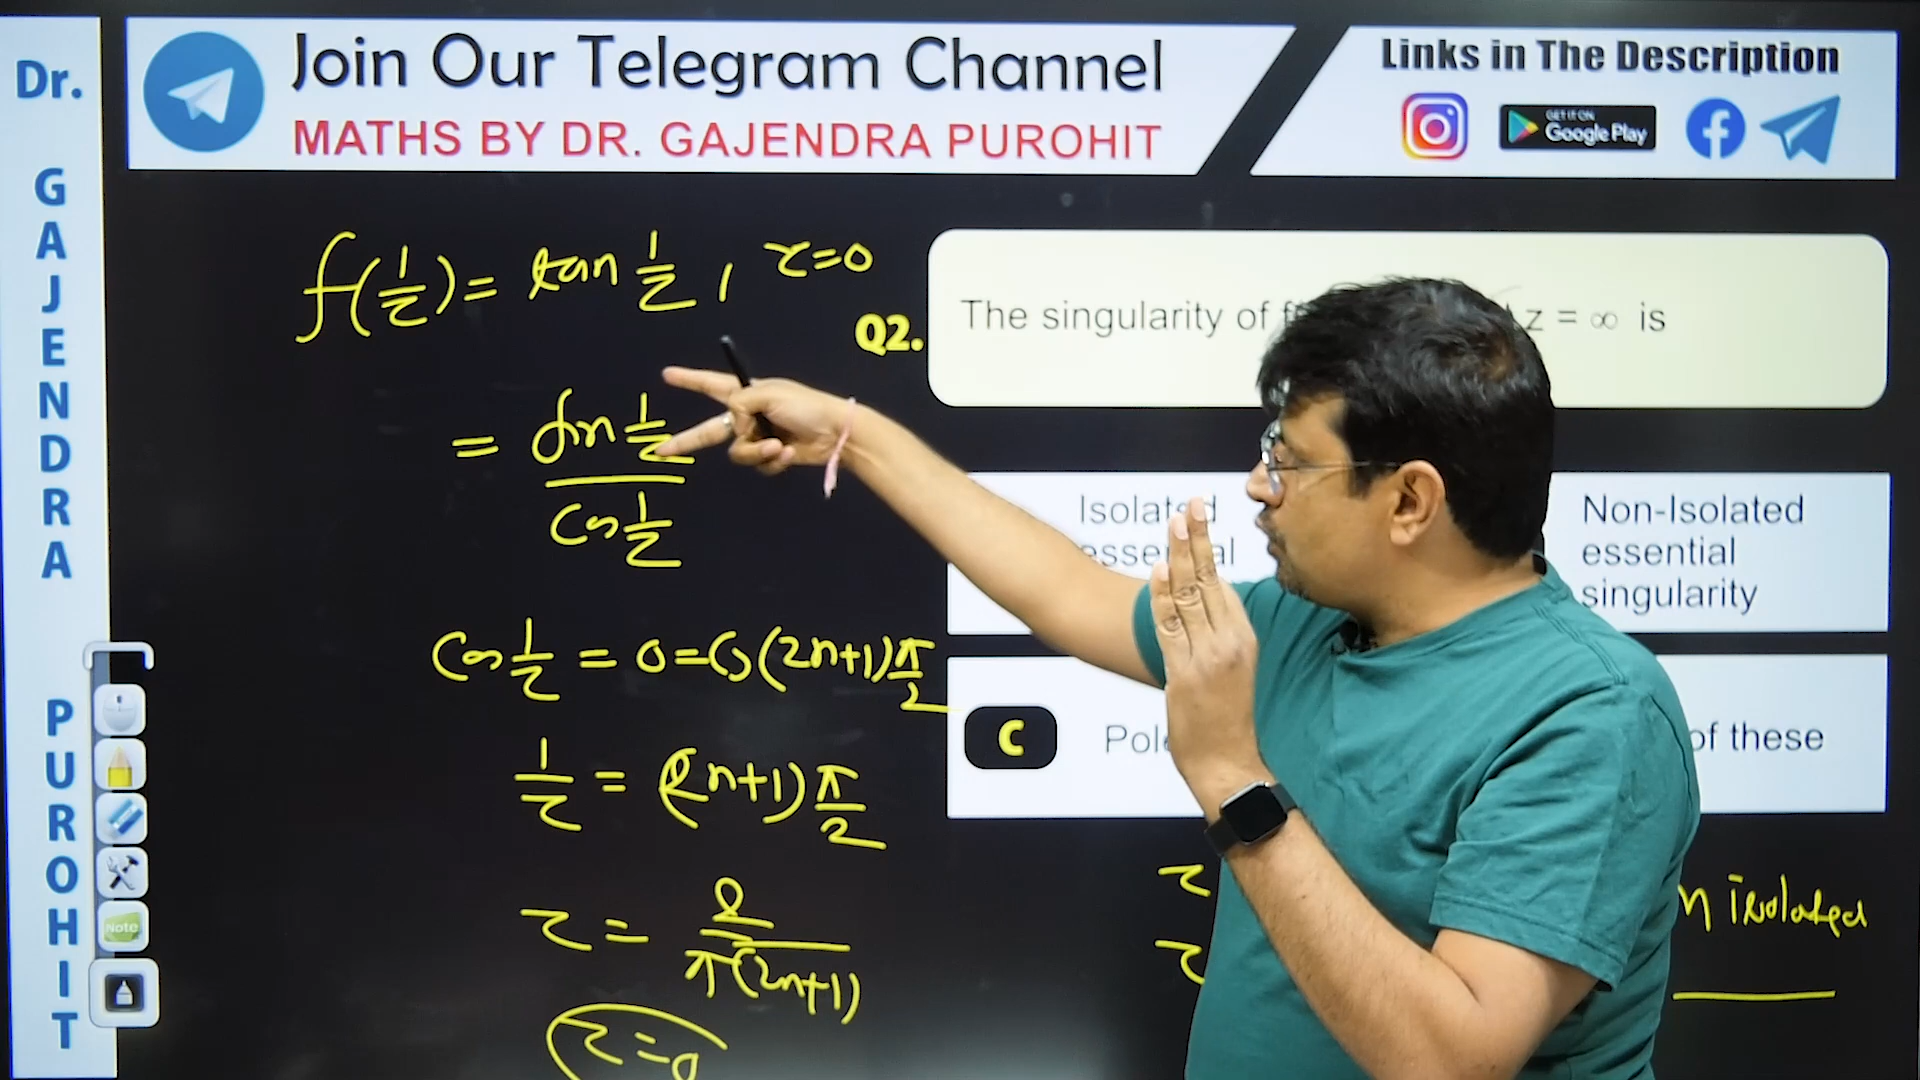 Dr.
GAJENDRA
PUROHIT
Join Our Telegram Channel
MATHS BY DR. GAJENDRA PUROHIT
Links in The Description
GET IT ON
Google Play
f(1/z) = tan 1/z , z=0
= sin 1/z / cos 1/z
cos 1/z = 0 = cos (2n+1) π/2
1/z = (2n+1) π/2
z = 2 / π(2n+1)
z=0
Q2.
The singularity of z = ∞ is
Isolated
Non-Isolated
essential
singularity
C
of these
z
isolated
z
Note